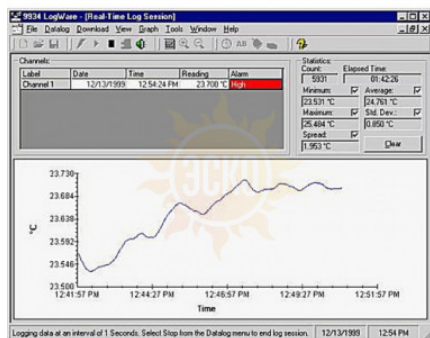 9934 LogWare - [Real-Time Log Session]
File Datalog Download View Graph Tools Window Help
Channels:
Label Date Time Reading Alarm
Channel 1 12/13/1999 12:54:24 PM 23.700 °C High
Statistics:
Count: Elapsed Time:
5931 01:42:26
Minimum: Average:
23.531 °C 24.761 °C
Maximum: Std. Dev.:
25.484 °C 0.850 °C
Spread:
1.953 °C Clear
ЭСКО
°C
23.730
23.684
23.638
23.592
23.546
23.500
12:41:57 PM 12:44:27 PM 12:46:57 PM 12:49:27 PM 12:51:57 PM
Time
Logging data at an interval of 1 Seconds. Select Stop from the Datalog menu to end log session. 12/13/1999 12:54 PM